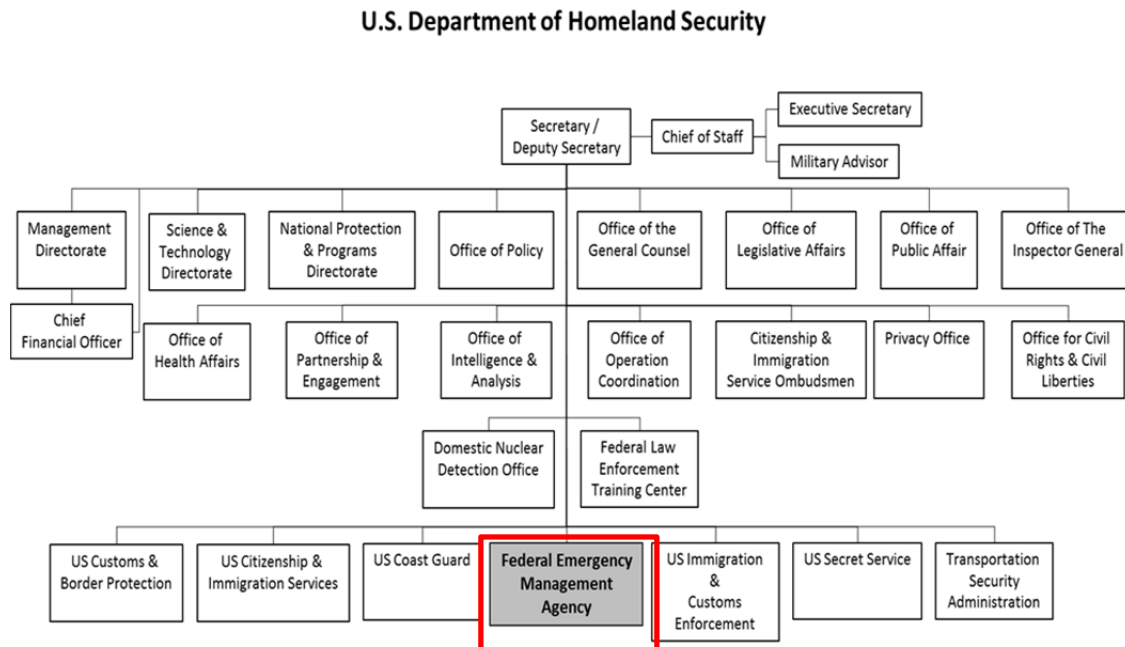 U.S. Department of Homeland Security
Executive Secretary
Secretary /
Deputy Secretary
Chief of Staff
Military Advisor
Management
Directorate
Science &
Technology
Directorate
National Protection
& Programs
Directorate
Office of Policy
Office of the
General Counsel
Office of
Legislative Affairs
Office of
Public Affair
Office of The
Inspector General
Chief
Financial Officer
Office of
Health Affairs
Office of
Partnership &
Engagement
Office of
Intelligence &
Analysis
Office of
Operation
Coordination
Citizenship &
Immigration
Service Ombudsmen
Privacy Office
Office for Civil
Rights & Civil
Liberties
Domestic Nuclear
Detection Office
Federal Law
Enforcement
Training Center
US Customs &
Border Protection
US Citizenship &
Immigration Services
US Coast Guard
Federal Emergency
Management
Agency
US Immigration
&
Customs
Enforcement
US Secret Service
Transportation
Security
Administration